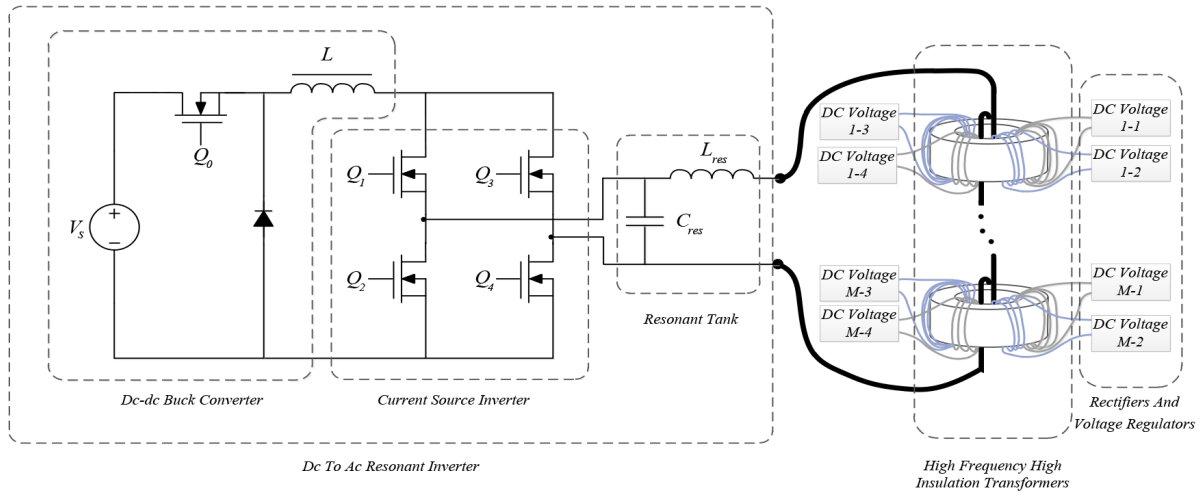 L
Q0
Vs
+
−
Q1
Q3
Q2
Q4
Lres
Cres
Resonant Tank
Dc-dc Buck Converter
Current Source Inverter
Dc To Ac Resonant Inverter
DC Voltage
1-3
DC Voltage
1-4
DC Voltage
1-1
DC Voltage
1-2
DC Voltage
M-3
DC Voltage
M-4
DC Voltage
M-1
DC Voltage
M-2
Rectifiers And
Voltage Regulators
High Frequency High
Insulation Transformers